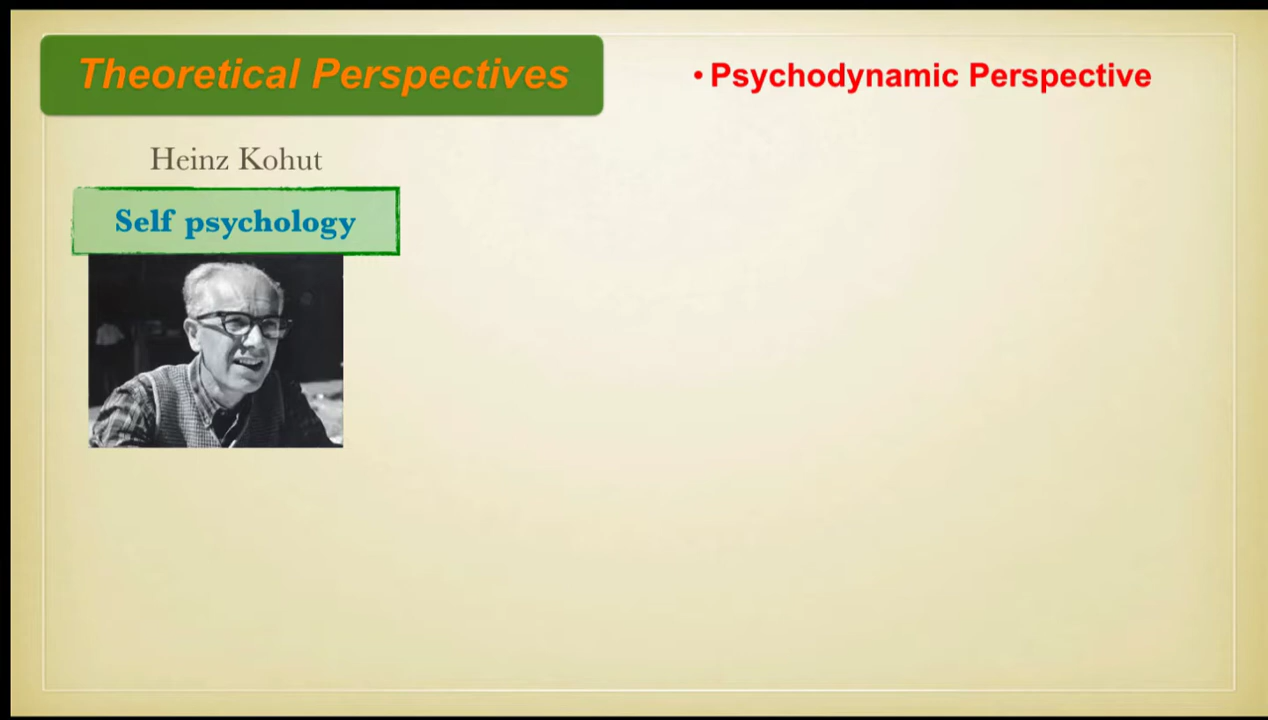 Theoretical Perspectives
• Psychodynamic Perspective
Heinz Kohut
Self psychology